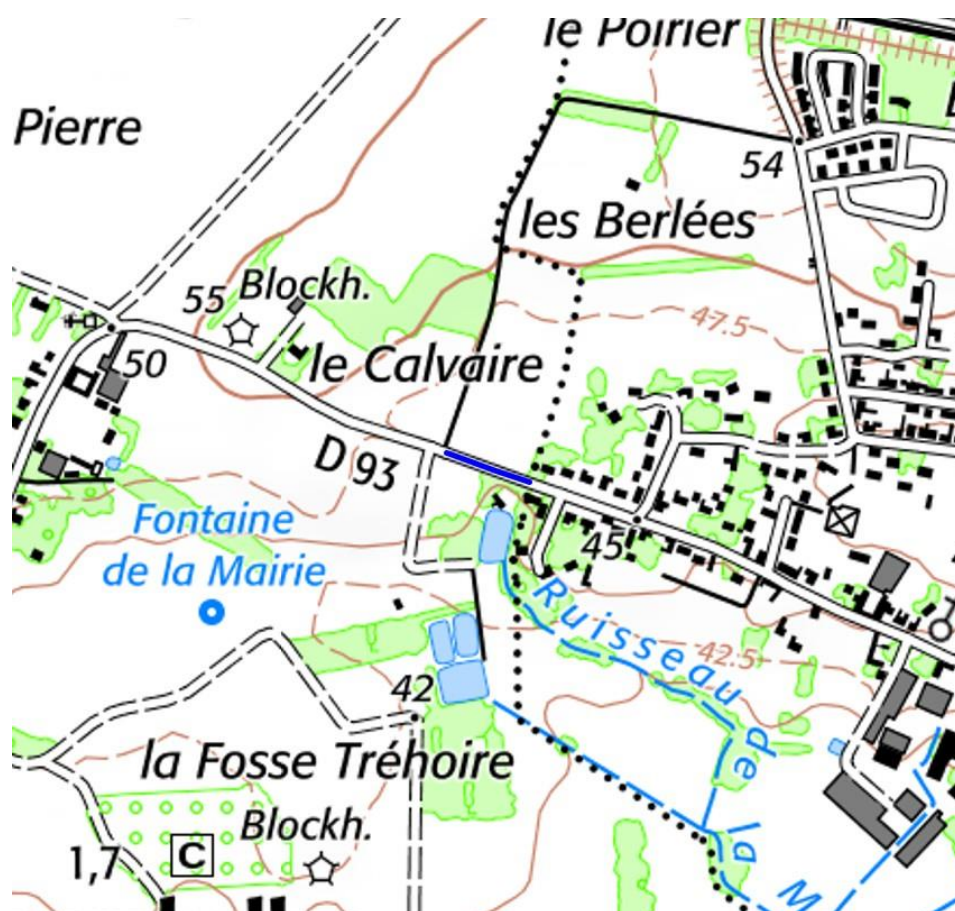 le Poirier
Pierre
54
les Berlées
55
Blockh.
47.5
50
le Calvaire
D 93
Fontaine
de la Mairie
45
Ruisseau de la M
42.5
42
la Fosse Tréhoire
Blockh.
1,7
C